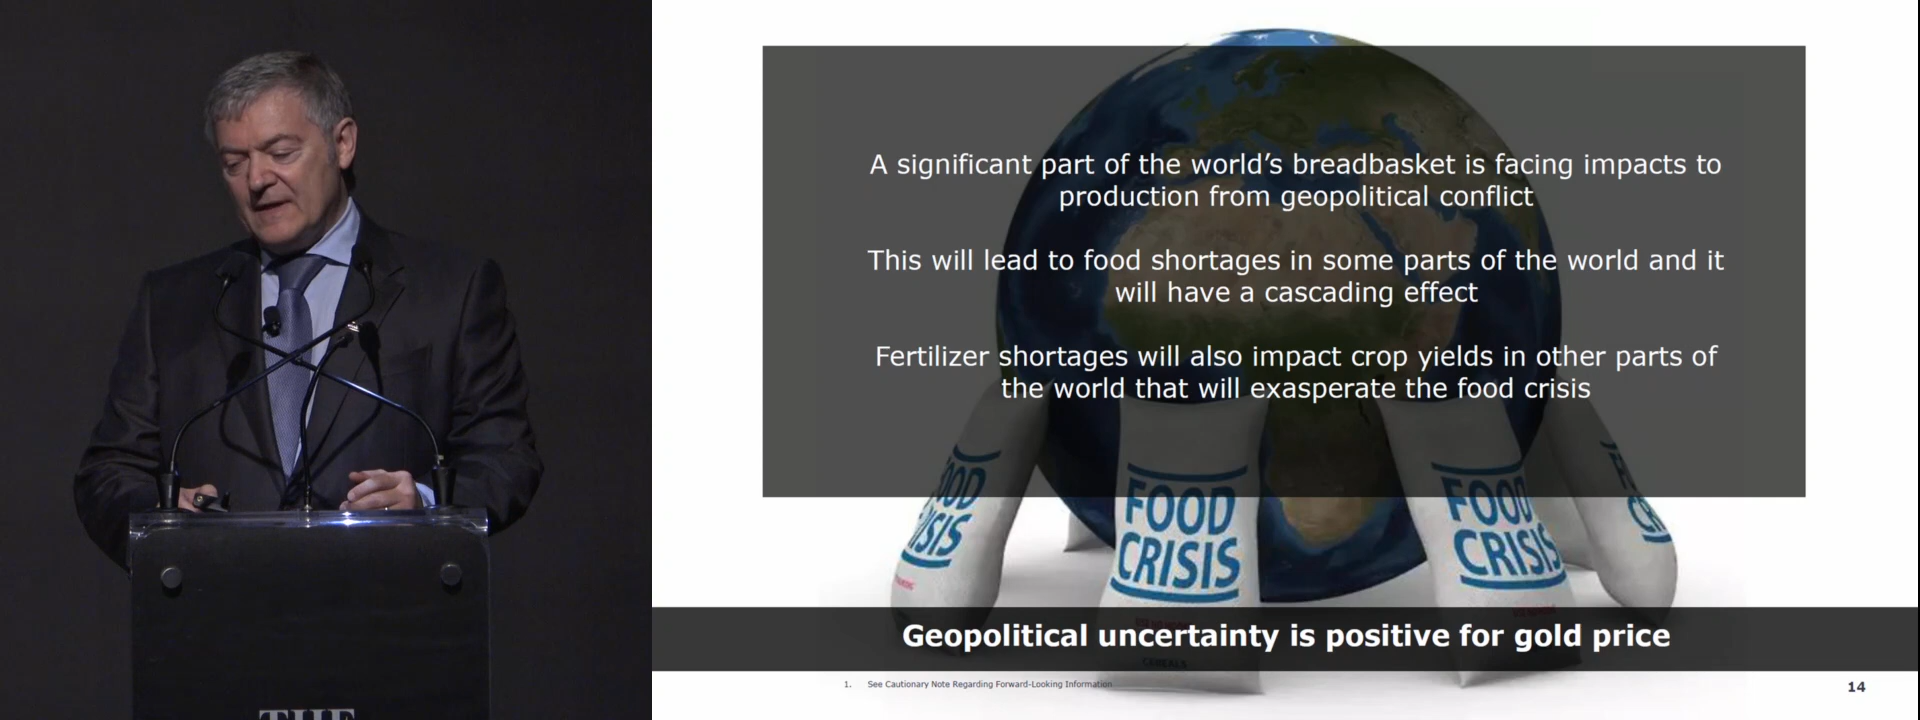 A significant part of the world's breadbasket is facing impacts to
production from geopolitical conflict
This will lead to food shortages in some parts of the world and it
will have a cascading effect
Fertilizer shortages will also impact crop yields in other parts of
the world that will exasperate the food crisis
FOOD
CRISIS
FOOD
CRISIS
Geopolitical uncertainty is positive for gold price
1. See Cautionary Note Regarding Forward-Looking Information
14
THE